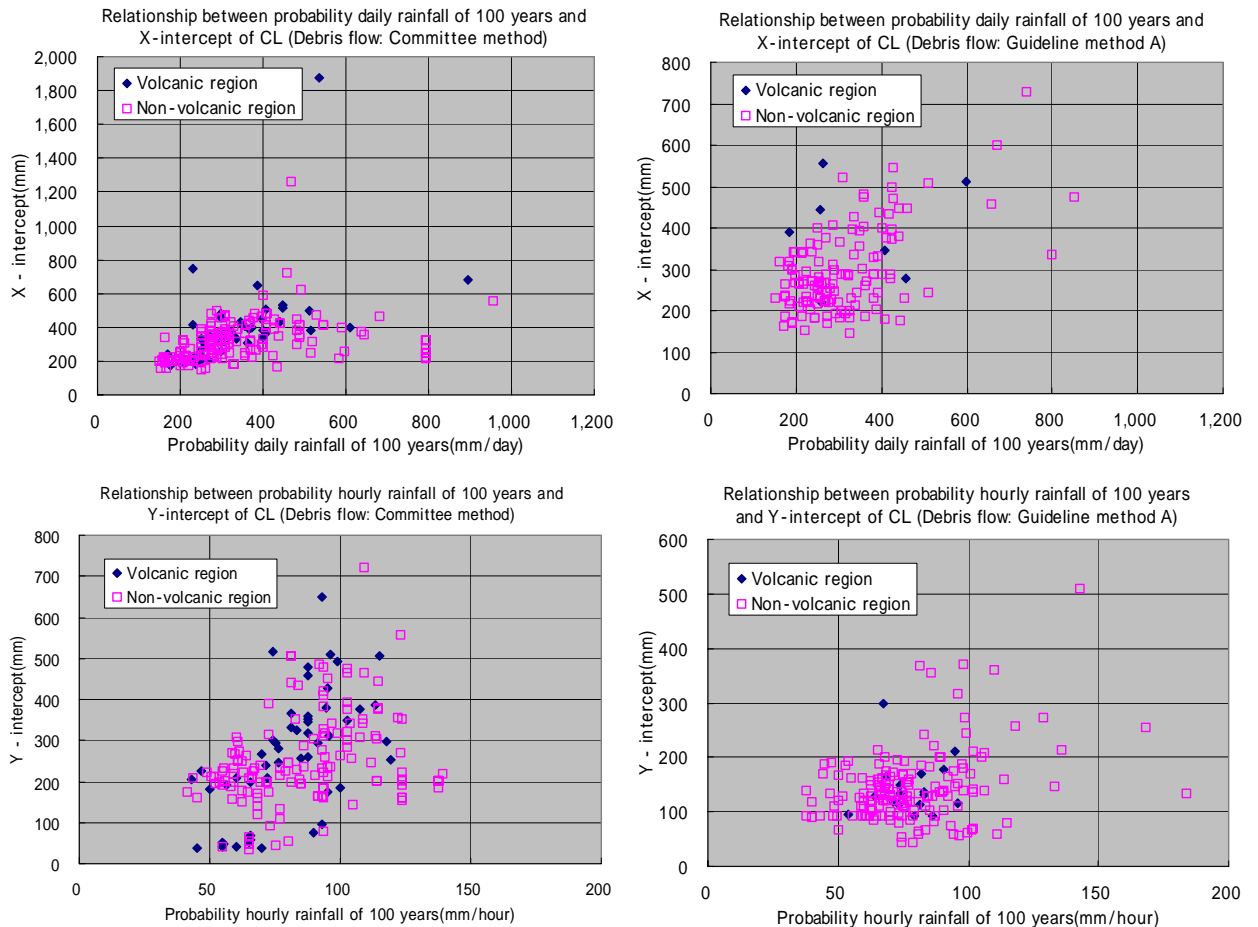 Relationship between probability daily rainfall of 100 years and
X-intercept of CL (Debris flow: Committee method)
2,000
1,800
1,600
1,400
1,200
1,000
800
600
400
200
0
X - intercept(mm)
Volcanic region
Non-volcanic region
0 200 400 600 800 1,000 1,200
Probability daily rainfall of 100 years(mm/day)
Relationship between probability daily rainfall of 100 years and
X-intercept of CL (Debris flow: Guideline method A)
800
700
600
500
400
300
200
100
0
X - intercept(mm)
Volcanic region
Non-volcanic region
0 200 400 600 800 1,000 1,200
Probability daily rainfall of 100 years(mm/day)
Relationship between probability hourly rainfall of 100 years and
Y-intercept of CL (Debris flow: Committee method)
800
700
600
500
400
300
200
100
0
Y - intercept(mm)
Volcanic region
Non-volcanic region
0 50 100 150 200
Probability hourly rainfall of 100 years(mm/hour)
Relationship between probability hourly rainfall of 100 years
and Y-intercept of CL (Debris flow: Guideline method A)
600
500
400
300
200
100
0
Y - intercept(mm)
Volcanic region
Non-volcanic region
0 50 100 150 200
Probability hourly rainfall of 100 years(mm/hour)